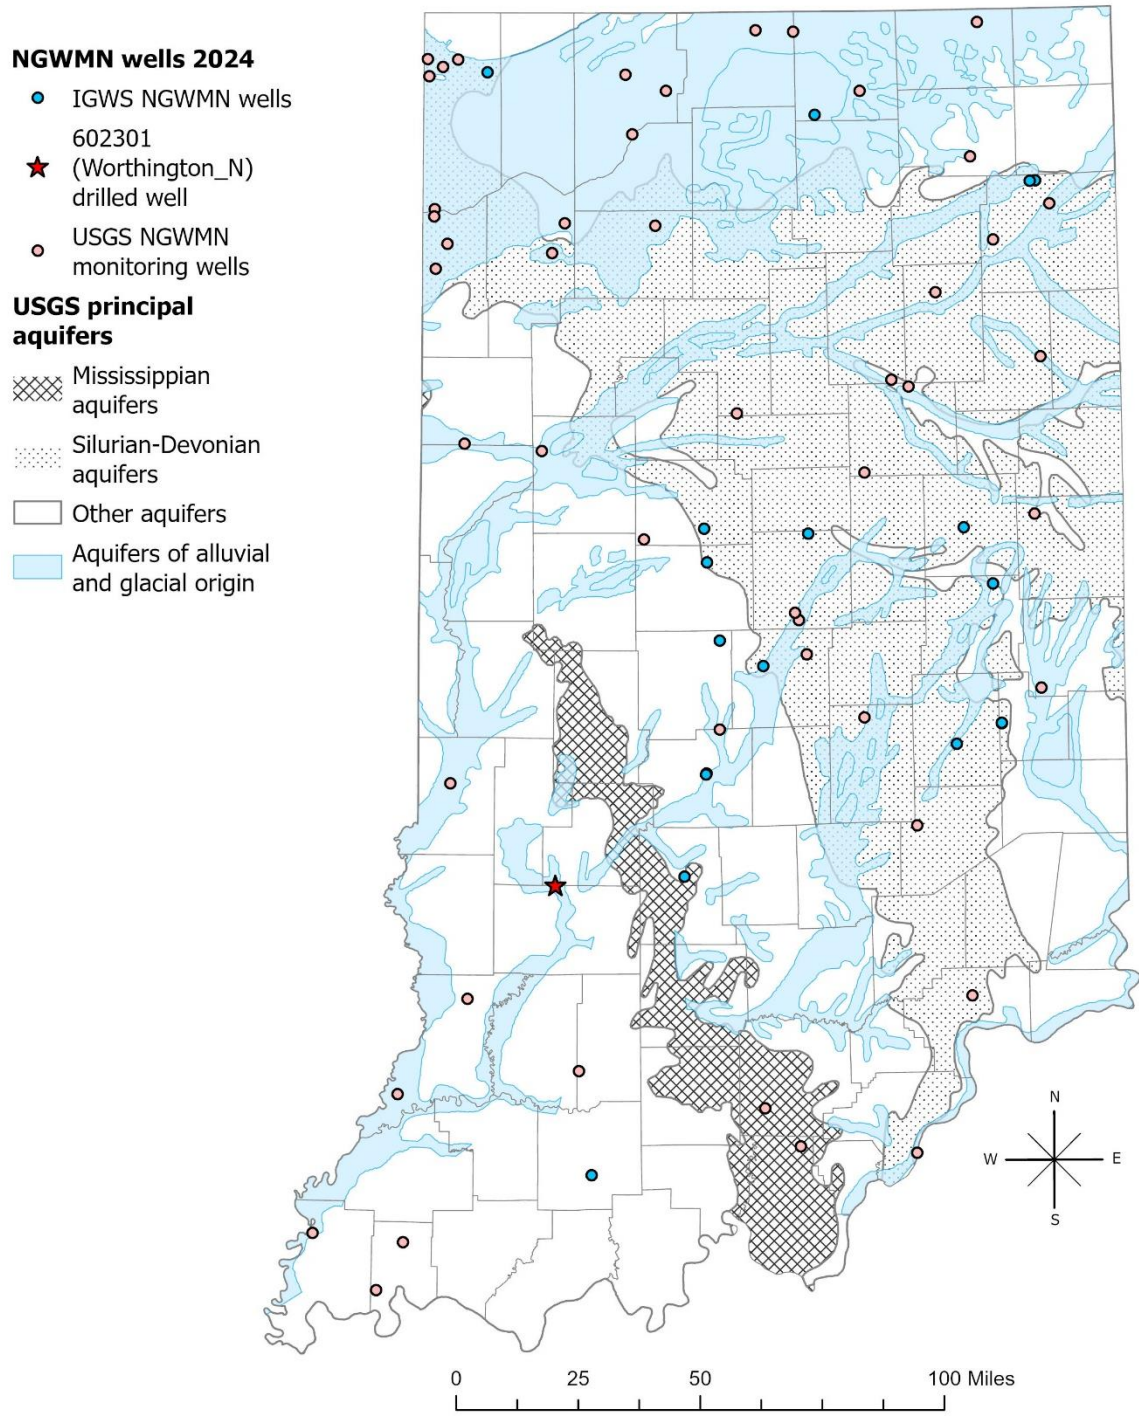 NGWMN wells 2024
IGWS NGWMN wells
602301
(Worthington_N)
drilled well
USGS NGWMN
monitoring wells
USGS principal
aquifers
Mississippian
aquifers
Silurian-Devonian
aquifers
Other aquifers
Aquifers of alluvial
and glacial origin
N
W E
S
0 25 50 100 Miles